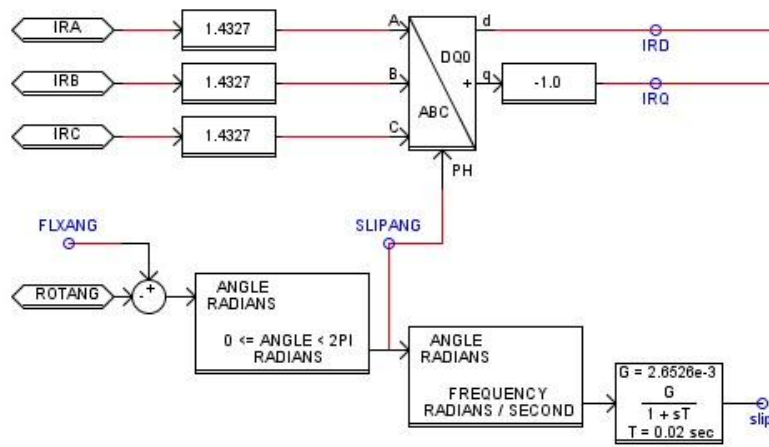 IRA
1.4327
A
d
IRD
DQ0
IRB
1.4327
B
+
q
-1.0
IRQ
ABC
IRC
1.4327
C
PH
FLXANG
SLIPANG
ROTANG
- +
ANGLE
RADIANS
0 <= ANGLE < 2PI
RADIANS
ANGLE
RADIANS
FREQUENCY
RADIANS / SECOND
G = 2.6526e-3
G
1 + sT
T = 0.02 sec
slip